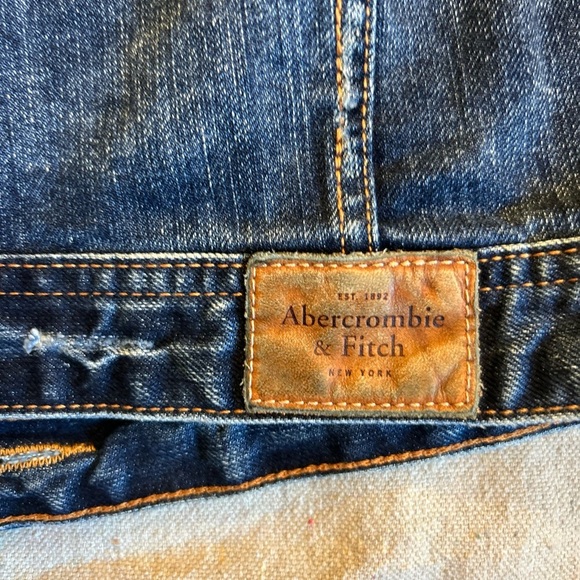 EST. 1892
Abercrombie
& Fitch
NEW YORK